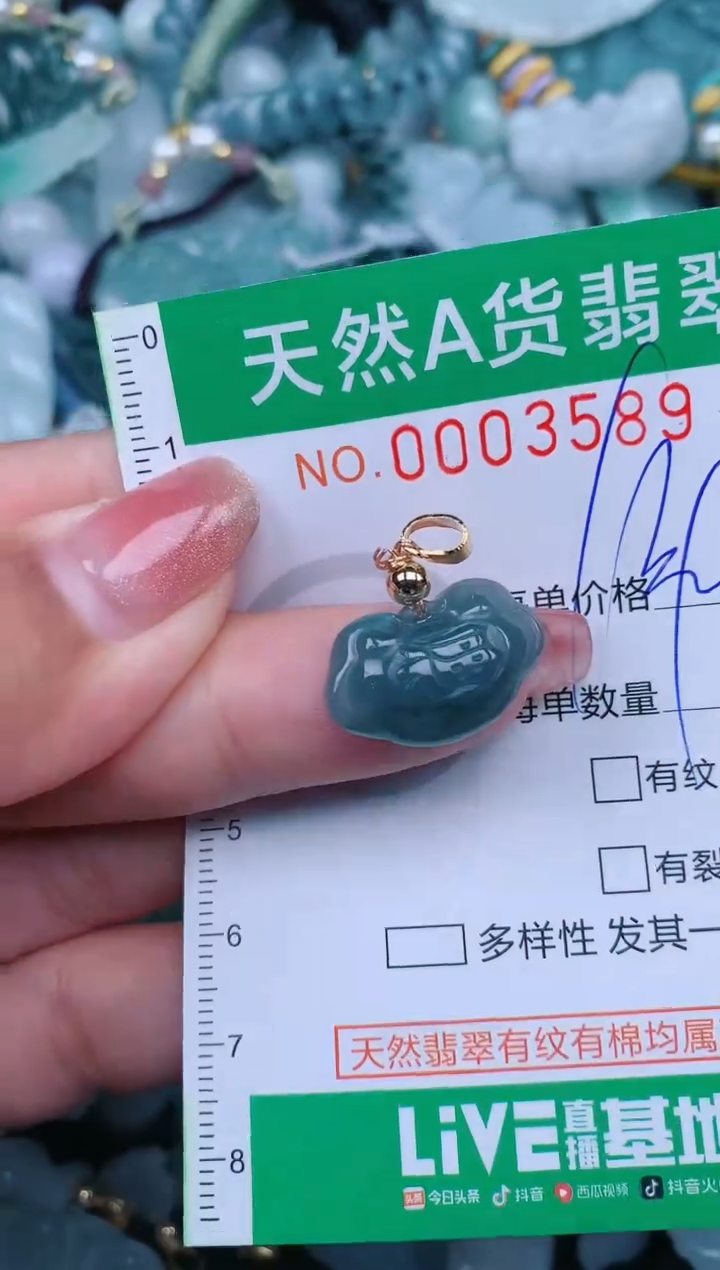 天然A货翡翠
0
1
NO.0003589
每单价格
每单数量
有纹
5
有裂
6
多样性 发其一
7
天然翡翠有纹有棉均属
LiVE直播基地
8
头条 今日头条 抖音 西瓜视频 抖音火